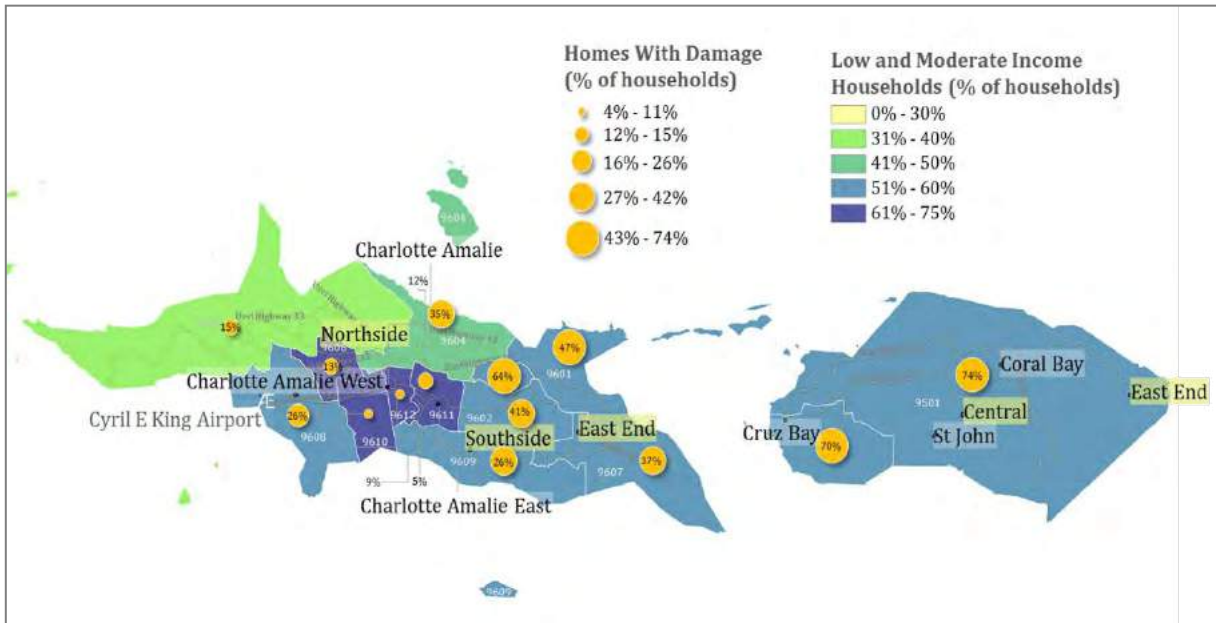 Homes With Damage
(% of households)
4% - 11%
12% - 15%
16% - 26%
27% - 42%
43% - 74%
Low and Moderate Income
Households (% of households)
0% - 30%
31% - 40%
41% - 50%
51% - 60%
61% - 75%
9604
Charlotte Amalie
12%
35%
15%
Northside
9604
47%
9601
13%
64%
Charlotte Amalie West
74%
Coral Bay
East End
9501
Central
Cyril E King Airport
26%
9608
9612
9611
9602
41%
Southside
East End
Cruz Bay
70%
St John
9610
9609
26%
9607
37%
9%
5%
Charlotte Amalie East
9609